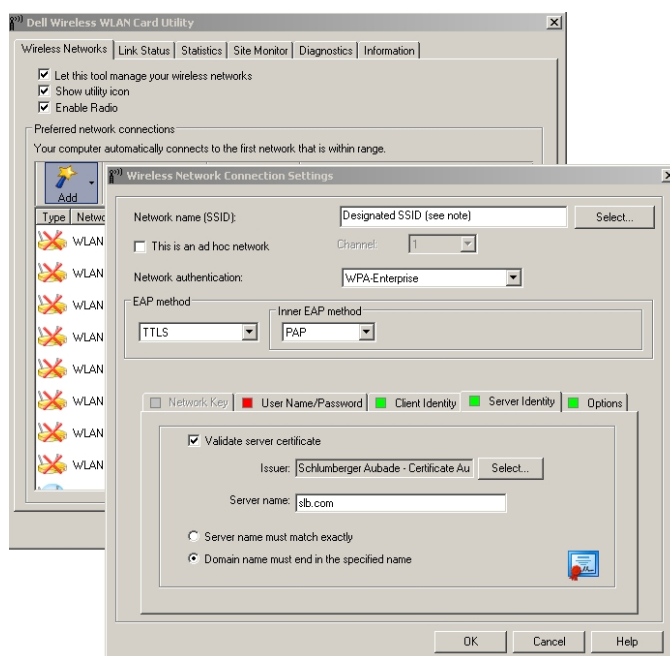 Dell Wireless WLAN Card Utility
Wireless Networks Link Status Statistics Site Monitor Diagnostics Information
Let this tool manage your wireless networks
Show utility icon
Enable Radio
Preferred network connections
Your computer automatically connects to the first network that is within range.
Add
Type Netwo
WLAN
WLAN
WLAN
WLAN
WLAN
WLAN
WLAN
WLAN
Wireless Network Connection Settings
Network name (SSID): Designated SSID (see note) Select...
This is an ad hoc network Channel: 1
Network authentication: WPA-Enterprise
EAP method Inner EAP method
TTLS PAP
Network Key User Name/Password Client Identity Server Identity Options
Validate server certificate
Issuer: Schlumberger Aubade - Certificate Au Select...
Server name: slb.com
Server name must match exactly
Domain name must end in the specified name
OK Cancel Help